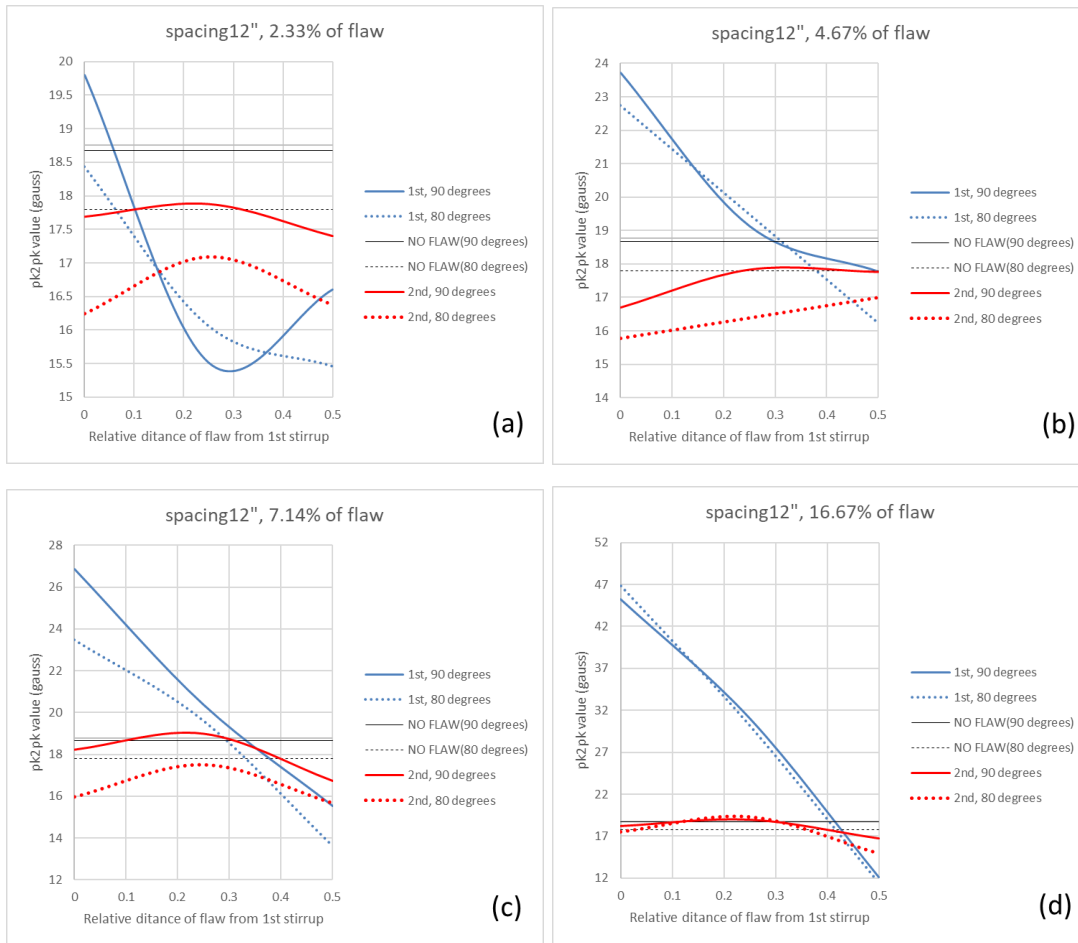 spacing12", 2.33% of flaw
pk2pk value (gauss)
20
19.5
19
18.5
18
17.5
17
16.5
16
15.5
15
0 0.1 0.2 0.3 0.4 0.5
Relative ditance of flaw from 1st stirrup
1st, 90 degrees
1st, 80 degrees
NO FLAW(90 degrees)
NO FLAW(80 degrees)
2nd, 90 degrees
2nd, 80 degrees
(a)
spacing12", 4.67% of flaw
pk2pk value (gauss)
24
23
22
21
20
19
18
17
16
15
14
0 0.1 0.2 0.3 0.4 0.5
Relative ditance of flaw from 1st stirrup
1st, 90 degrees
1st, 80 degrees
NO FLAW(90 degrees)
NO FLAW(80 degrees)
2nd, 90 degrees
2nd, 80 degrees
(b)
spacing12", 7.14% of flaw
pk2pk value (gauss)
28
26
24
22
20
18
16
14
12
0 0.1 0.2 0.3 0.4 0.5
Relative ditance of flaw from 1st stirrup
1st, 90 degrees
1st, 80 degrees
NO FLAW(90 degrees)
NO FLAW(80 degrees)
2nd, 90 degrees
2nd, 80 degrees
(c)
spacing12", 16.67% of flaw
pk2pk value (gauss)
52
47
42
37
32
27
22
17
12
0 0.1 0.2 0.3 0.4 0.5
Relative ditance of flaw from 1st stirrup
1st, 90 degrees
1st, 80 degrees
NO FLAW(90 degrees)
NO FLAW(80 degrees)
2nd, 90 degrees
2nd, 80 degrees
(d)